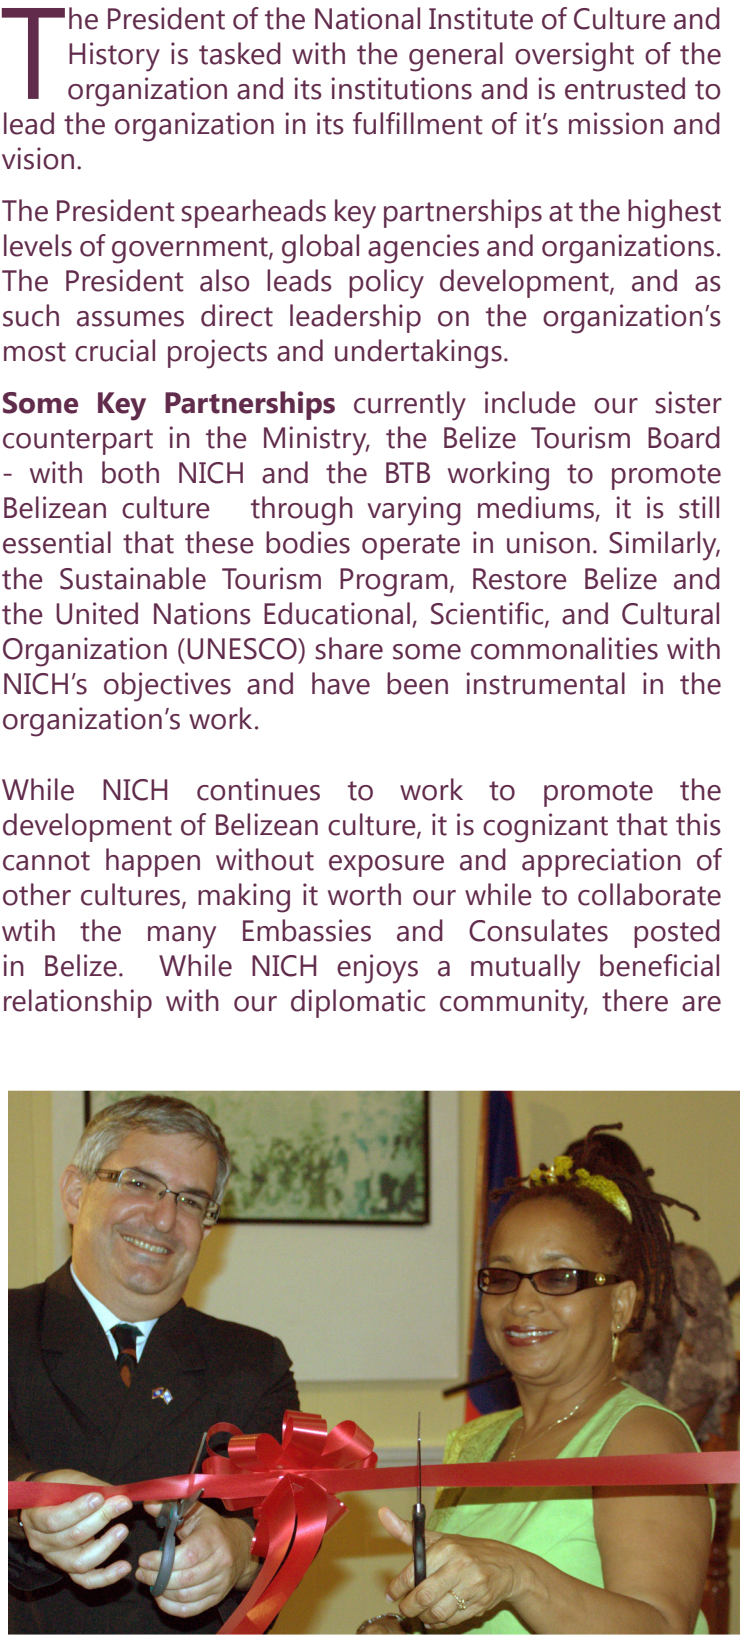 The President of the National Institute of Culture and
History is tasked with the general oversight of the
organization and its institutions and is entrusted to
lead the organization in its fulfillment of it’s mission and
vision.
The President spearheads key partnerships at the highest
levels of government, global agencies and organizations.
The President also leads policy development, and as
such assumes direct leadership on the organization’s
most crucial projects and undertakings.
Some Key Partnerships currently include our sister
counterpart in the Ministry, the Belize Tourism Board
- with both NICH and the BTB working to promote
Belizean culture   through varying mediums, it is still
essential that these bodies operate in unison. Similarly,
the Sustainable Tourism Program, Restore Belize and
the United Nations Educational, Scientific, and Cultural
Organization (UNESCO) share some commonalities with
NICH’s objectives and have been instrumental in the
organization’s work.
While NICH continues to work to promote the
development of Belizean culture, it is cognizant that this
cannot happen without exposure and appreciation of
other cultures, making it worth our while to collaborate
wtih the many Embassies and Consulates posted
in Belize.  While NICH enjoys a mutually beneficial
relationship with our diplomatic community, there are